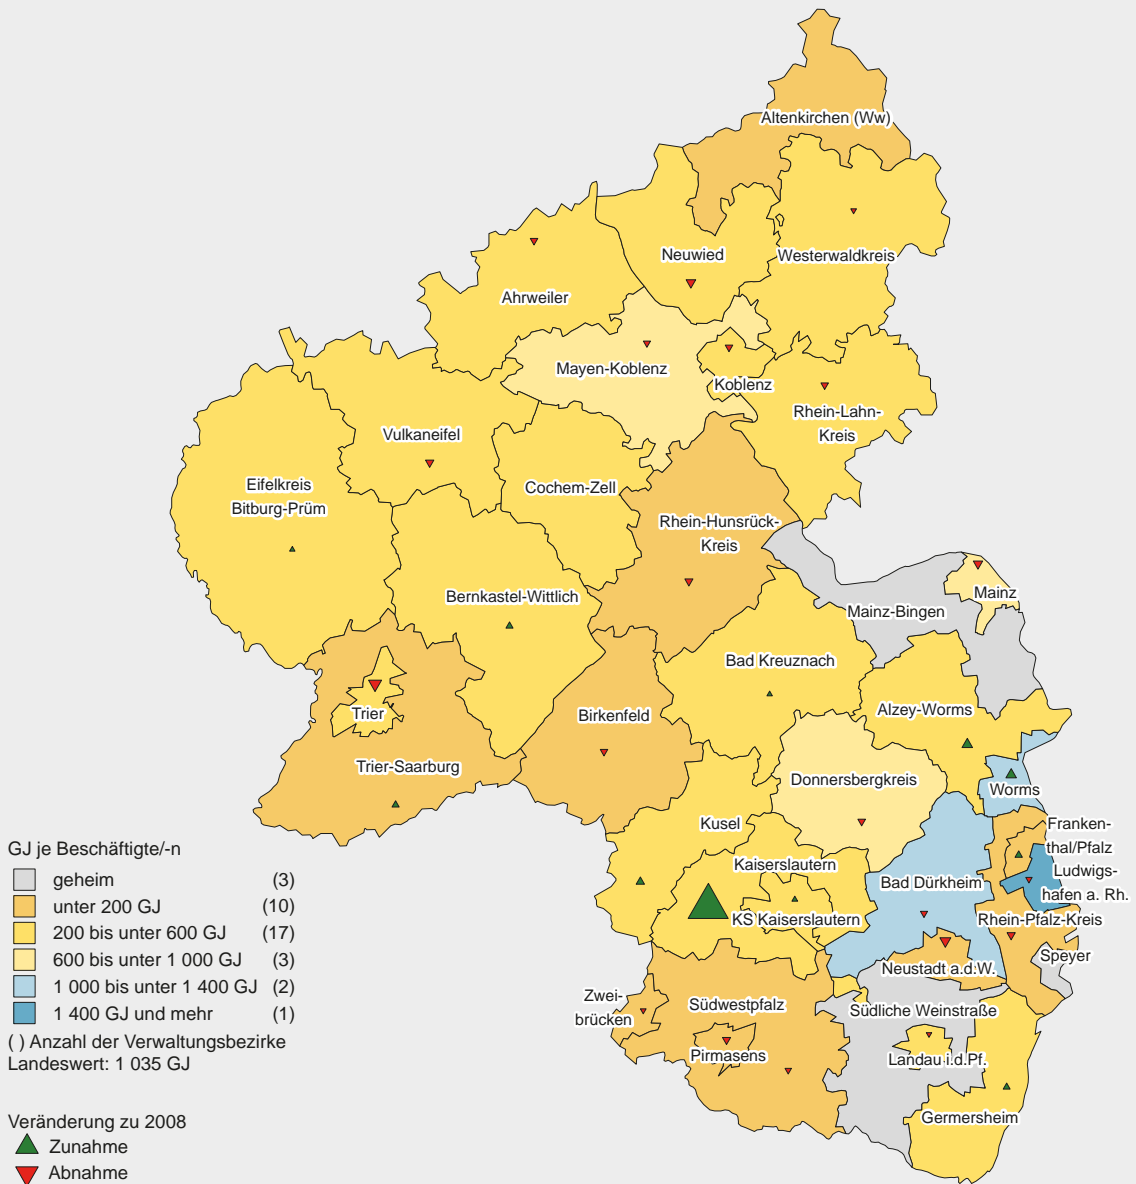 Altenkirchen (Ww)
Neuwied
Westerwaldkreis
Ahrweiler
Mayen-Koblenz
Koblenz
Rhein-Lahn-
Kreis
Vulkaneifel
Eifelkreis
Bitburg-Prüm
Cochem-Zell
Rhein-Hunsrück-
Kreis
Bernkastel-Wittlich
Mainz
Mainz-Bingen
Bad Kreuznach
Alzey-Worms
Trier
Birkenfeld
Trier-Saarburg
Donnersbergkreis
Worms
Kusel
Franken-
thal/Pfalz
Kaiserslautern
Ludwigs-
hafen a. Rh.
Bad Dürkheim
KS Kaiserslautern
Rhein-Pfalz-Kreis
Speyer
Neustadt a.d.W.
Zwei-
brücken
Südwestpfalz
Südliche Weinstraße
Pirmasens
Landau i.d.Pf.
Germersheim
GJ je Beschäftigte/-n
geheim (3)
unter 200 GJ (10)
200 bis unter 600 GJ (17)
600 bis unter 1 000 GJ (3)
1 000 bis unter 1 400 GJ (2)
1 400 GJ und mehr (1)
( ) Anzahl der Verwaltungsbezirke
Landeswert: 1 035 GJ
Veränderung zu 2008
Zunahme
Abnahme